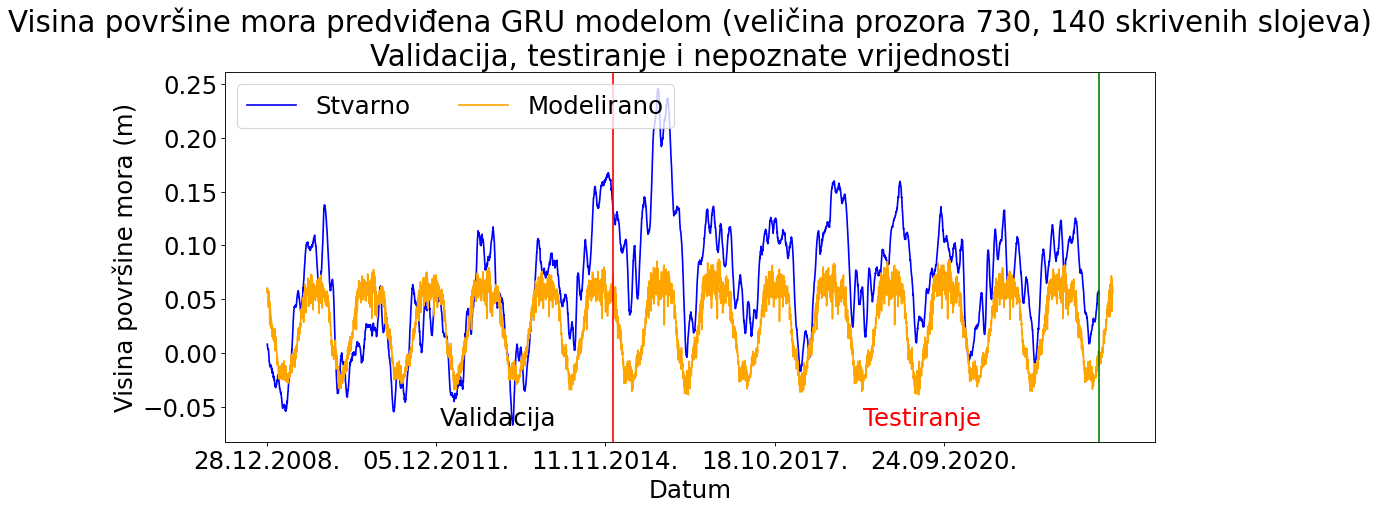 Visina površine mora predviđena GRU modelom (veličina prozora 730, 140 skrivenih slojeva)
Validacija, testiranje i nepoznate vrijednosti
Stvarno
Modelirano
Visina površine mora (m)
0.25
0.20
0.15
0.10
0.05
0.00
−0.05
Validacija
Testiranje
28.12.2008.
05.12.2011.
11.11.2014.
18.10.2017.
24.09.2020.
Datum